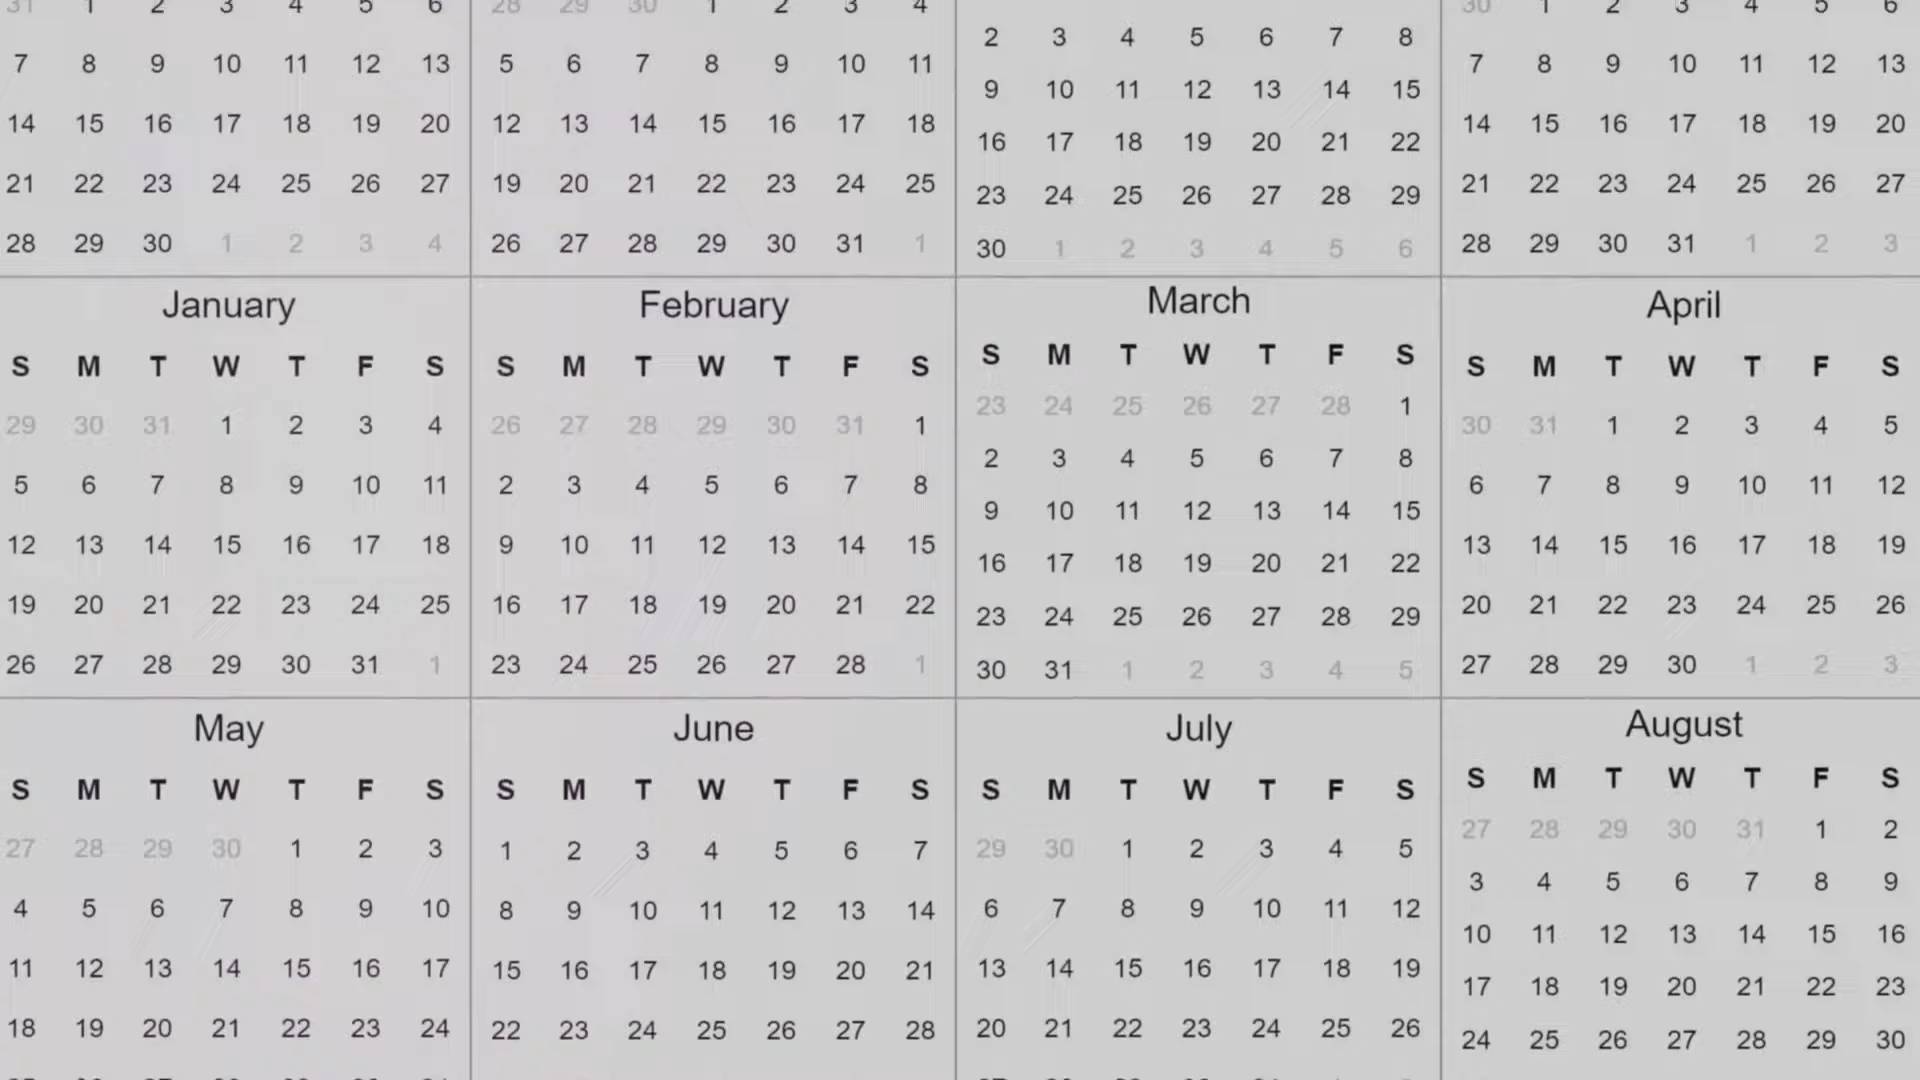 31 1 2 3 4 5 6
7 8 9 10 11 12 13
14 15 16 17 18 19 20
21 22 23 24 25 26 27
28 29 30 1 2 3 4
28 29 30 1 2 3 4
5 6 7 8 9 10 11
12 13 14 15 16 17 18
19 20 21 22 23 24 25
26 27 28 29 30 31 1
2 3 4 5 6 7 8
9 10 11 12 13 14 15
16 17 18 19 20 21 22
23 24 25 26 27 28 29
30 1 2 3 4 5 6
30 1 2 3 4 5 6
7 8 9 10 11 12 13
14 15 16 17 18 19 20
21 22 23 24 25 26 27
28 29 30 31 1 2 3
January
S M T W T F S
29 30 31 1 2 3 4
5 6 7 8 9 10 11
12 13 14 15 16 17 18
19 20 21 22 23 24 25
26 27 28 29 30 31 1
February
S M T W T F S
26 27 28 29 30 31 1
2 3 4 5 6 7 8
9 10 11 12 13 14 15
16 17 18 19 20 21 22
23 24 25 26 27 28 1
March
S M T W T F S
23 24 25 26 27 28 1
2 3 4 5 6 7 8
9 10 11 12 13 14 15
16 17 18 19 20 21 22
23 24 25 26 27 28 29
30 31 1 2 3 4 5
April
S M T W T F S
30 31 1 2 3 4 5
6 7 8 9 10 11 12
13 14 15 16 17 18 19
20 21 22 23 24 25 26
27 28 29 30 1 2 3
May
S M T W T F S
27 28 29 30 1 2 3
4 5 6 7 8 9 10
11 12 13 14 15 16 17
18 19 20 21 22 23 24
June
S M T W T F S
1 2 3 4 5 6 7
8 9 10 11 12 13 14
15 16 17 18 19 20 21
22 23 24 25 26 27 28
July
S M T W T F S
29 30 1 2 3 4 5
6 7 8 9 10 11 12
13 14 15 16 17 18 19
20 21 22 23 24 25 26
August
S M T W T F S
27 28 29 30 31 1 2
3 4 5 6 7 8 9
10 11 12 13 14 15 16
17 18 19 20 21 22 23
24 25 26 27 28 29 30